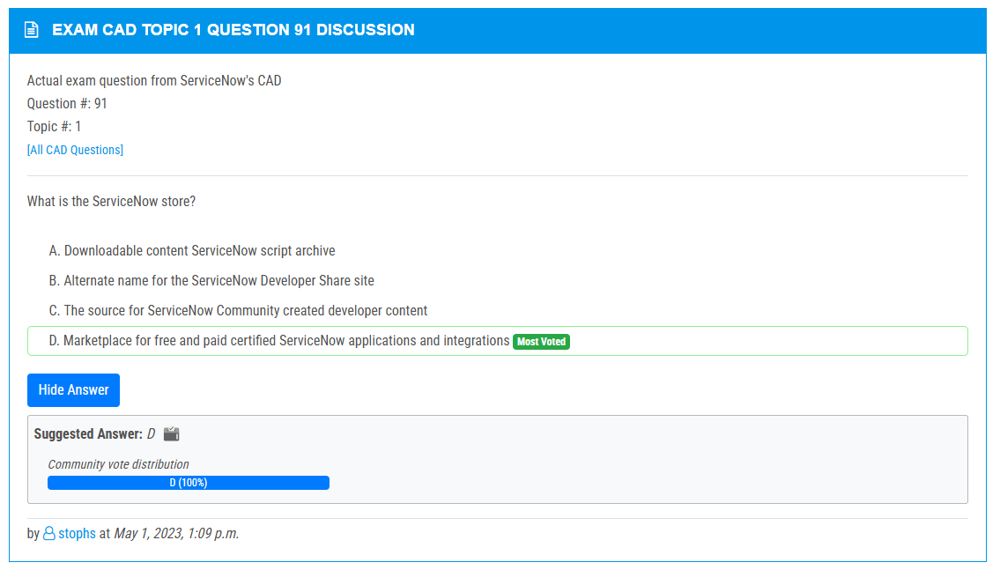 EXAM CAD TOPIC 1 QUESTION 91 DISCUSSION
Actual exam question from ServiceNow's CAD
Question #: 91
Topic #: 1
[All CAD Questions]
What is the ServiceNow store?
A. Downloadable content ServiceNow script archive
B. Alternate name for the ServiceNow Developer Share site
C. The source for ServiceNow Community created developer content
D. Marketplace for free and paid certified ServiceNow applications and integrations Most Voted
Hide Answer
Suggested Answer: D
Community vote distribution
D (100%)
by stophs at May 1, 2023, 1:09 p.m.